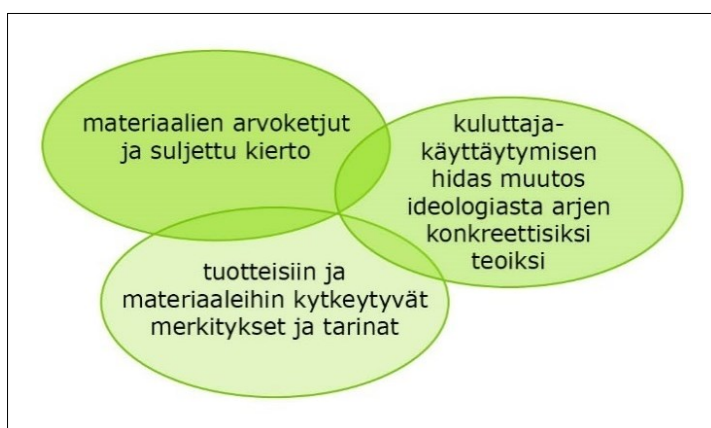 materiaalien arvoketjut
ja suljettu kierto
kuluttaja-
käyttäytymisen
hidas muutos
ideologiasta arjen
konkreettisiksi
teoiksi
tuotteisiin ja
materiaaleihin kytkeytyvät
merkitykset ja tarinat